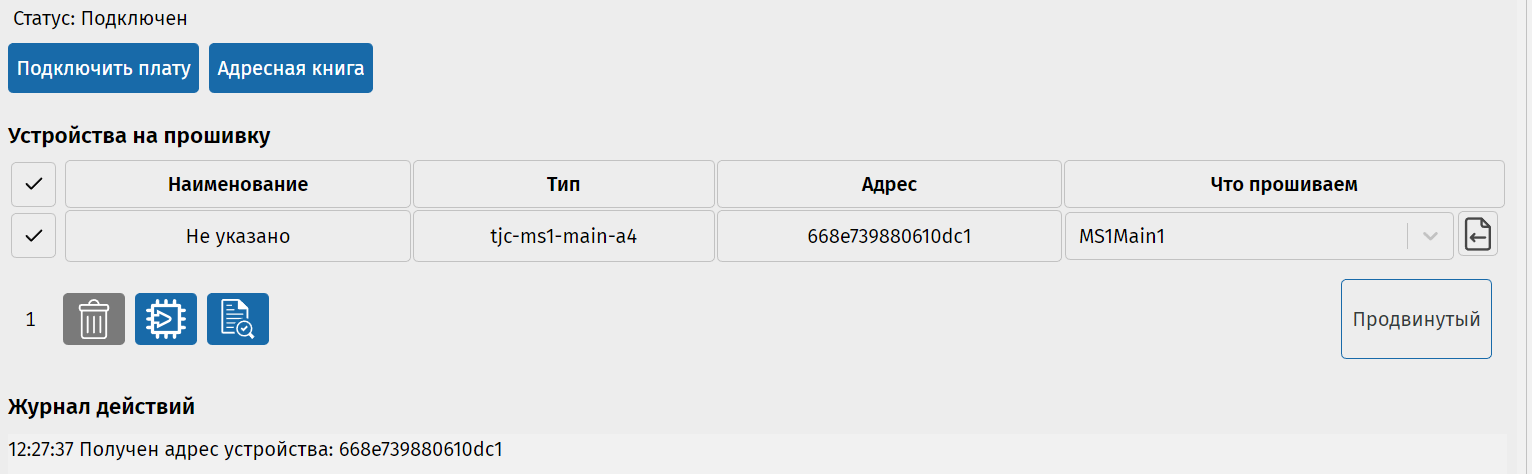 Статус: Подключен
Подключить плату Адресная книга
Устройства на прошивку
Наименование Тип Адрес Что прошиваем
Не указано tjc-ms1-main-a4 668e739880610dc1 MS1Main1
1 Продвинутый
Журнал действий
12:27:37 Получен адрес устройства: 668e739880610dc1